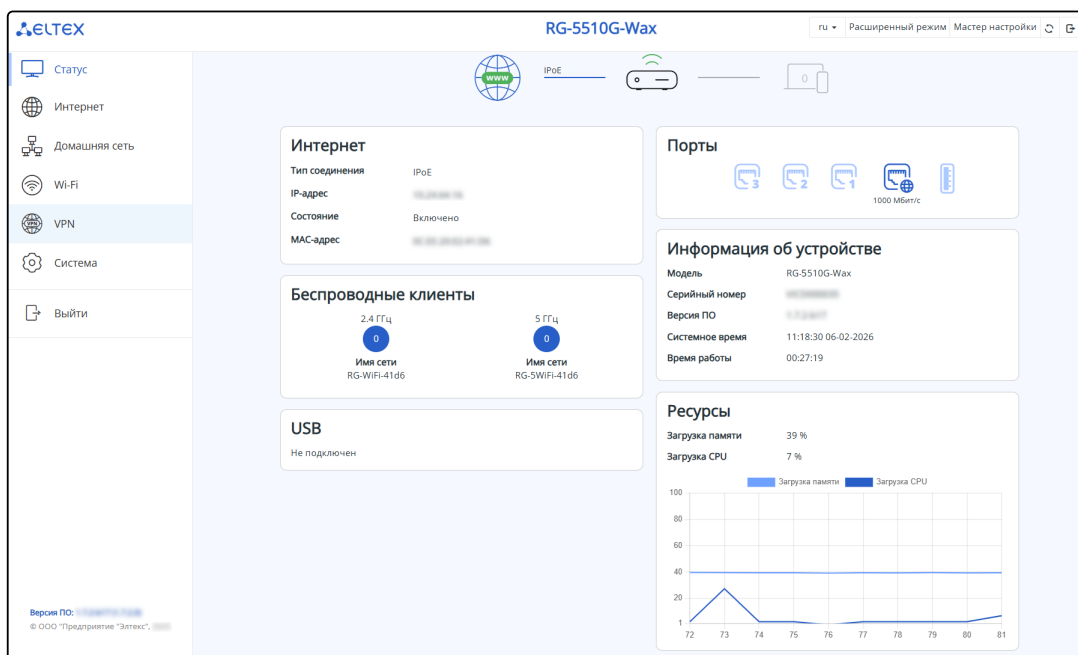 ELTEX
RG-5510G-Wax
ru Расширенный режим Мастер настройки
Статус
Интернет
Домашняя сеть
Wi-Fi
VPN
Система
Выйти
Версия ПО:
© ООО "Предприятие "Элтекс",
www
IPoE
0
Интернет
Тип соединения IPoE
IP-адрес
Состояние Включено
MAC-адрес
Беспроводные клиенты
2.4 ГГц 5 ГГц
0 0
Имя сети Имя сети
RG-WiFi-41d6 RG-5WiFi-41d6
USB
Не подключен
Порты
3 2 1
1000 Мбит/с
Информация об устройстве
Модель RG-5510G-Wax
Серийный номер
Версия ПО
Системное время 11:18:30 06-02-2026
Время работы 00:27:19
Ресурсы
Загрузка памяти 39 %
Загрузка CPU 7 %
Загрузка памяти Загрузка CPU
100
80
60
40
20
1
72 73 74 75 76 77 78 79 80 81